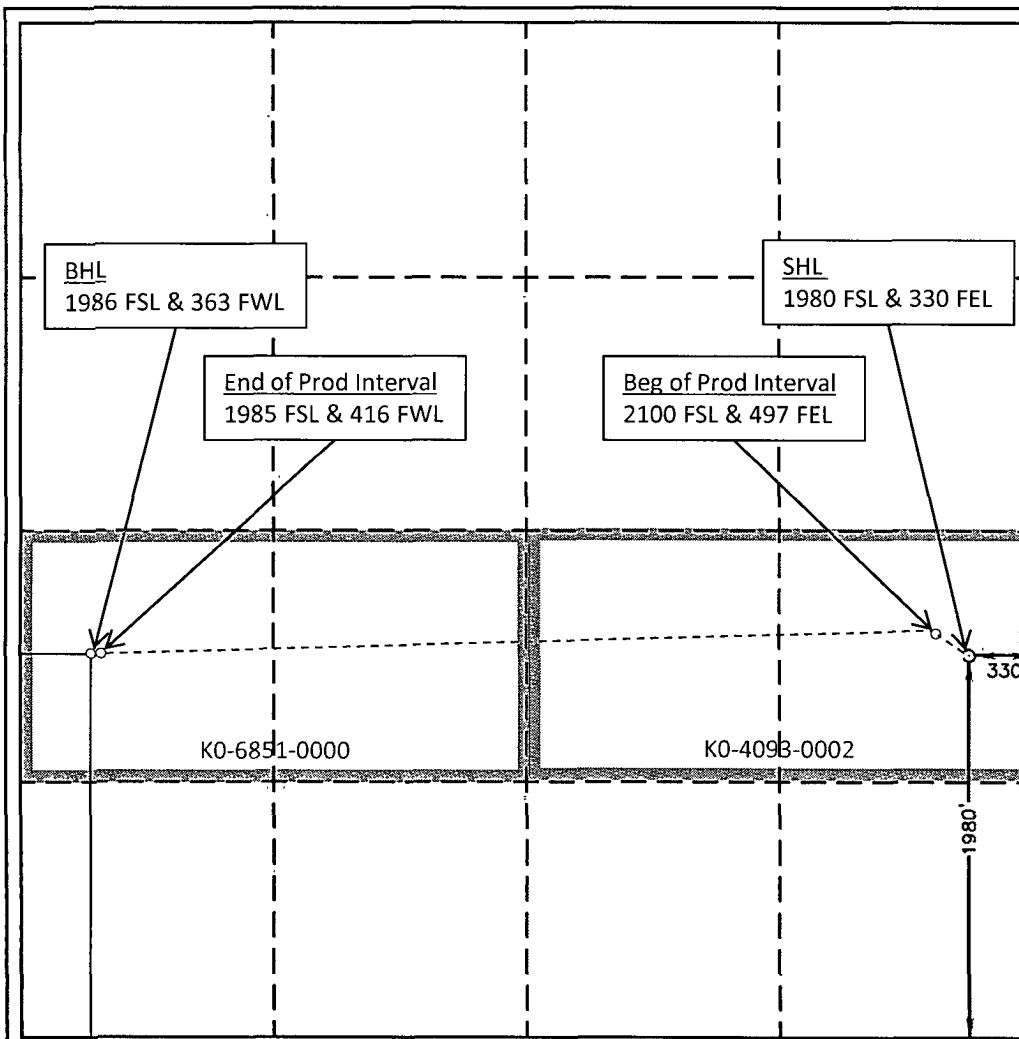 BHL
1986 FSL & 363 FWL
SHL
1980 FSL & 330 FEL
End of Prod Interval
1985 FSL & 416 FWL
Beg of Prod Interval
2100 FSL & 497 FEL
330
K0-6851-0000
K0-4093-0002
1980'